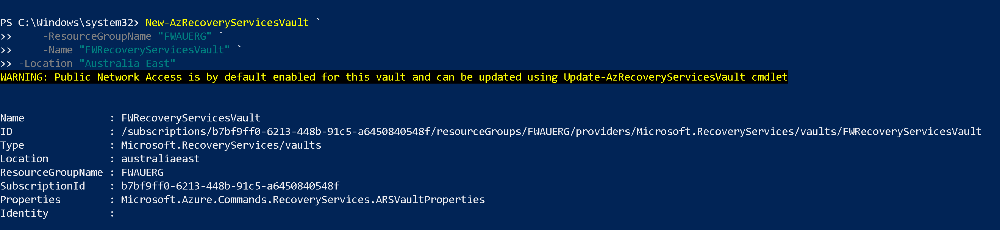 PS C:\Windows\system32> New-AzRecoveryServicesVault `
>>     -ResourceGroupName "FWAUERG" `
>>     -Name "FWRecoveryServicesVault" `
>> -Location "Australia East"
WARNING: Public Network Access is by default enabled for this vault and can be updated using Update-AzRecoveryServicesVault cmdlet
Name              : FWRecoveryServicesVault
ID                : /subscriptions/b7bf9ff0-6213-448b-91c5-a6450840548f/resourceGroups/FWAUERG/providers/Microsoft.RecoveryServices/vaults/FWRecoveryServicesVault
Type              : Microsoft.RecoveryServices/vaults
Location          : australiaeast
ResourceGroupName : FWAUERG
SubscriptionId    : b7bf9ff0-6213-448b-91c5-a6450840548f
Properties        : Microsoft.Azure.Commands.RecoveryServices.ARSVaultProperties
Identity          :